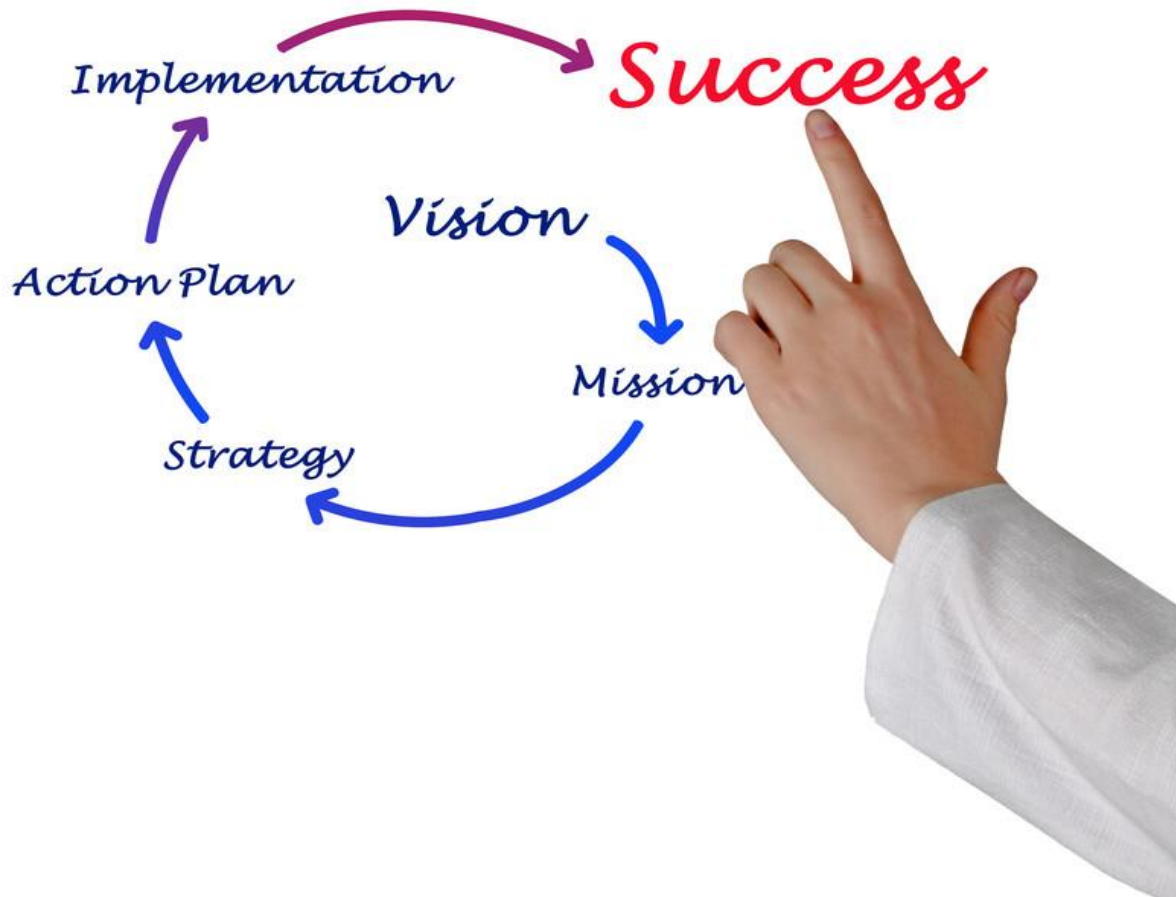 Implementation
Success
Vision
Action Plan
Mission
Strategy